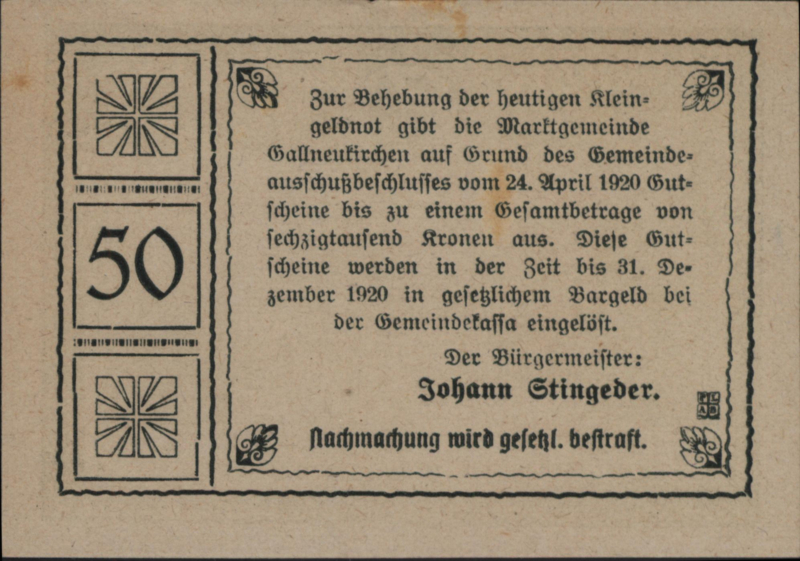 50
Zur Behebung der heutigen Klein-
geldnot gibt die Marktgemeinde
Gallneukirchen auf Grund des Gemeinde-
ausschußbeschlusses vom 24. April 1920 Gut-
scheine bis zu einem Gesamtbetrage von
sechzigtausend Kronen aus. Diese Gut-
scheine werden in der Zeit bis 31. De-
zember 1920 in gesetzlichem Bargeld bei
der Gemeindekassa eingelöst.
Der Bürgermeister:
Johann Stingeder.
Nachmachung wird gesetzl. bestraft.